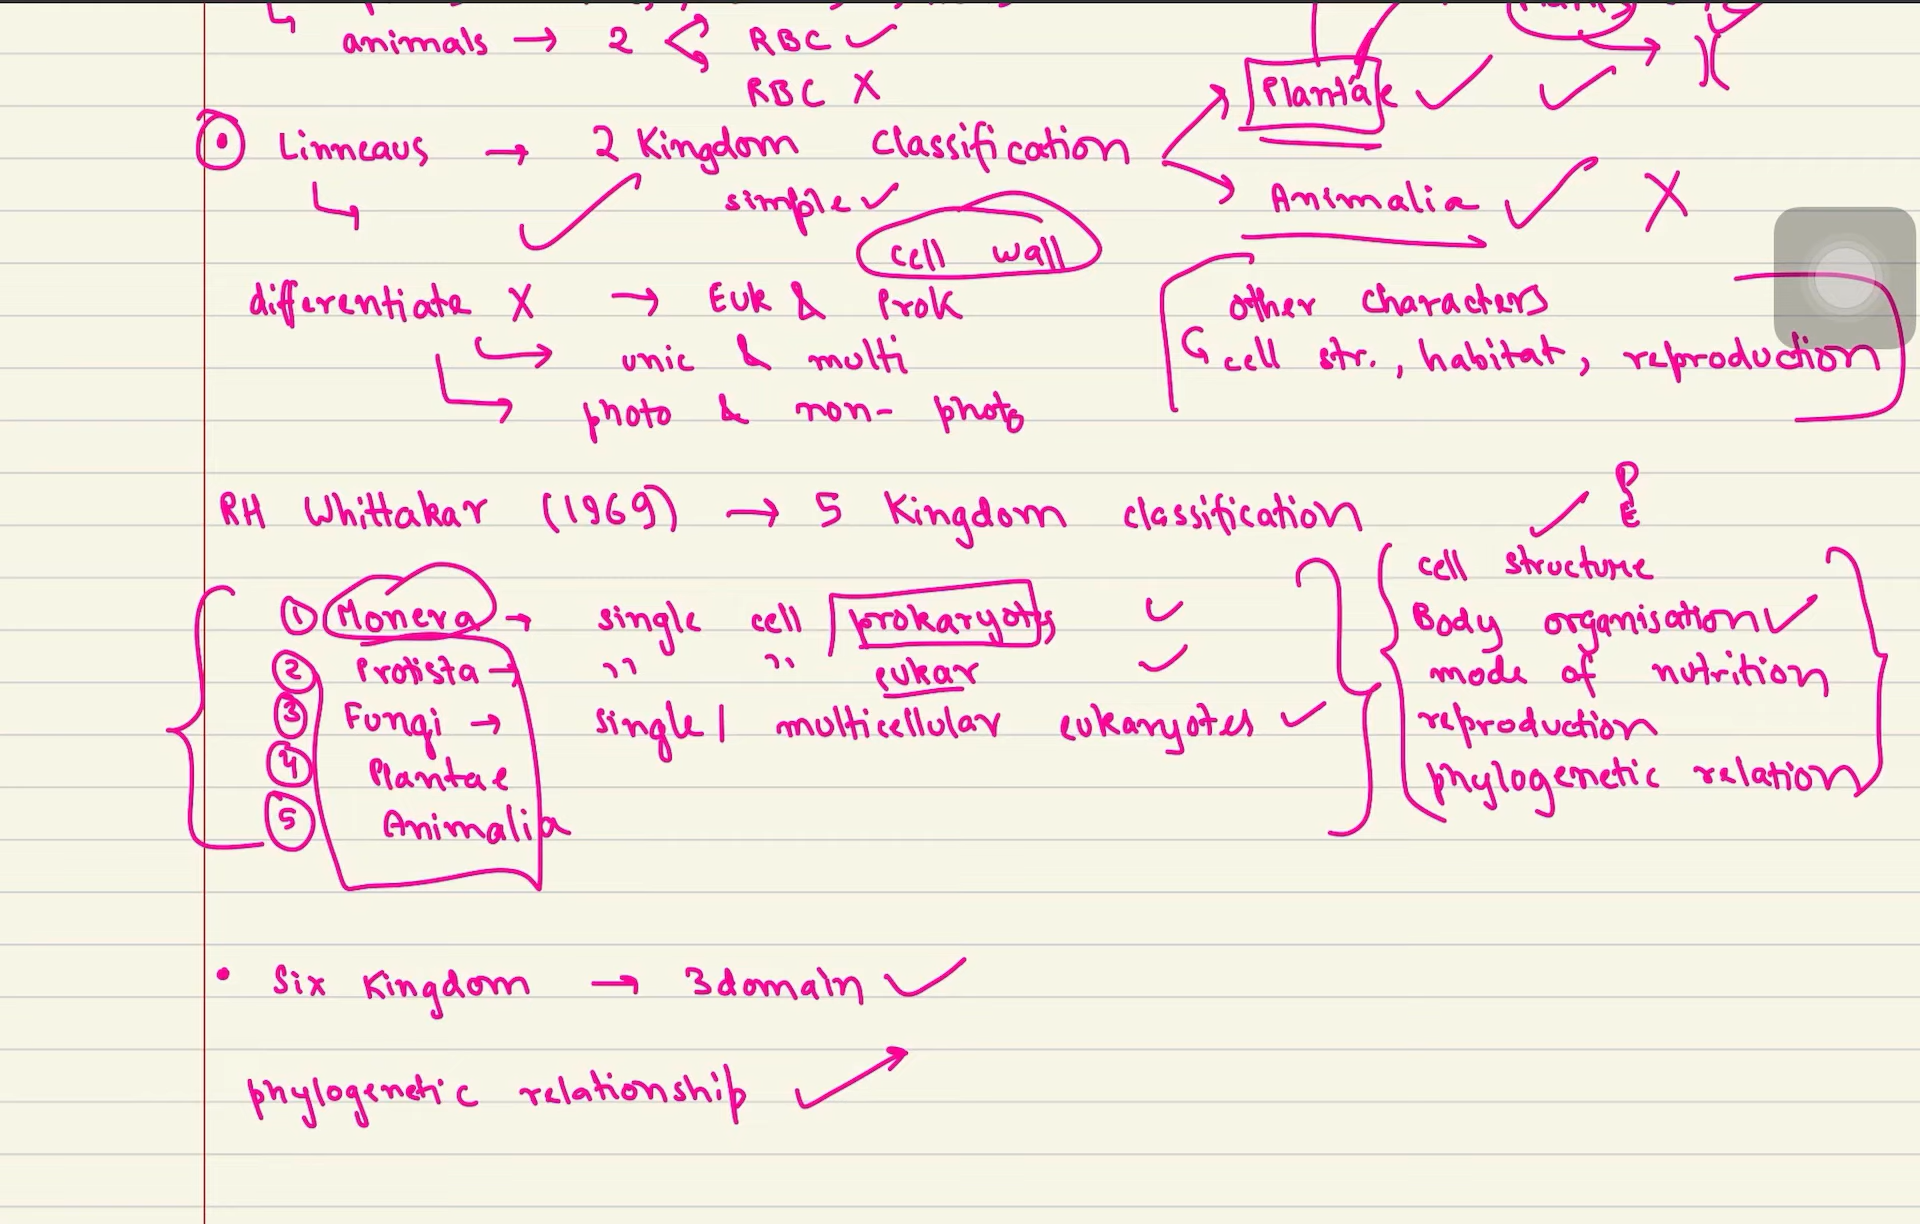 animals → 2 < RBC ✓
RBC X
Plantae ✓ ✓
Linneaus → 2 Kingdom Classification
simple ✓
Animalia ✓ X
cell wall
differentiate X → Euk & Prok
other characters
unic & multi
cell str., habitat, reproduction
photo & non- photo
RH Whittakar (1969) → 5 Kingdom classification
P
E
cell structure
① Monera → single cell prokaryotes ✓
Body organisation ✓
② Protista → " " eukar ✓
mode of nutrition
③ Fungi → single/ multicellular eukaryotes ✓
reproduction
④ Plantae
phylogenetic relation
⑤ Animalia
• Six Kingdom → 3 domain ✓
phylogenetic relationship